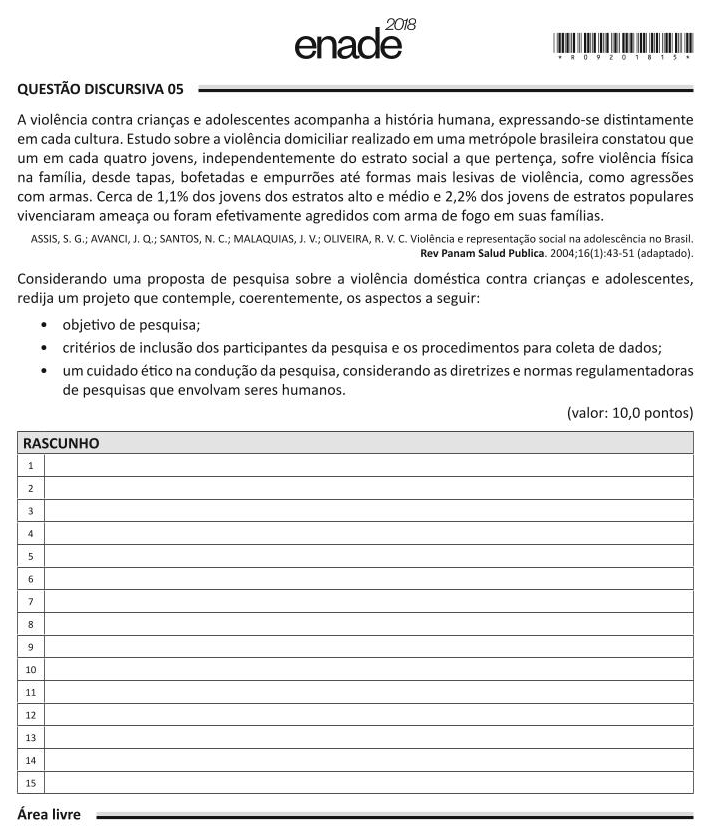 enade 2018
* R 0 9 2 0 1 8 1 5 *
QUESTÃO DISCURSIVA 05
A violência contra crianças e adolescentes acompanha a história humana, expressando-se distintamente
em cada cultura. Estudo sobre a violência domiciliar realizado em uma metrópole brasileira constatou que
um em cada quatro jovens, independentemente do estrato social a que pertença, sofre violência física
na família, desde tapas, bofetadas e empurrões até formas mais lesivas de violência, como agressões
com armas. Cerca de 1,1% dos jovens dos estratos alto e médio e 2,2% dos jovens de estratos populares
vivenciaram ameaça ou foram efetivamente agredidos com arma de fogo em suas famílias.
ASSIS, S. G.; AVANCI, J. Q.; SANTOS, N. C.; MALAQUIAS, J. V.; OLIVEIRA, R. V. C. Violência e representação social na adolescência no Brasil.
Rev Panam Salud Publica. 2004;16(1):43-51 (adaptado).
Considerando uma proposta de pesquisa sobre a violência doméstica contra crianças e adolescentes,
redija um projeto que contemple, coerentemente, os aspectos a seguir:
• objetivo de pesquisa;
• critérios de inclusão dos participantes da pesquisa e os procedimentos para coleta de dados;
• um cuidado ético na condução da pesquisa, considerando as diretrizes e normas regulamentadoras
de pesquisas que envolvam seres humanos.
(valor: 10,0 pontos)
RASCUNHO
1
2
3
4
5
6
7
8
9
10
11
12
13
14
15
Área livre